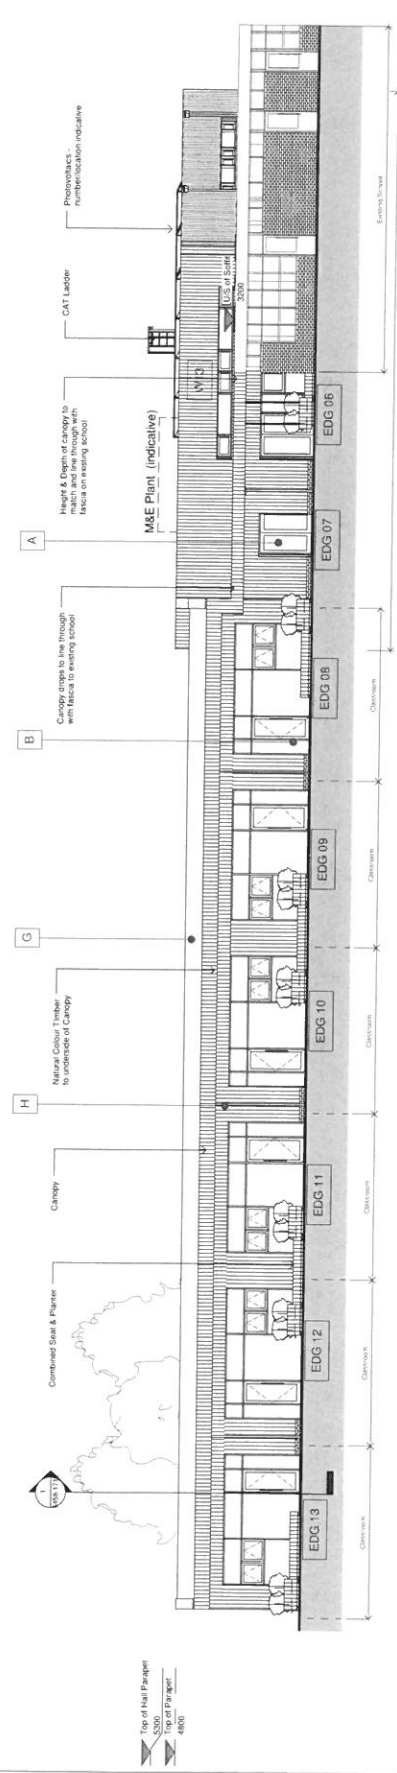 Top of Hall Parapet
5300
Top of Parapet
4800
1
Combined Seat & Planter
Canopy
H
Natural Colour Timber
to underside of Canopy
G
B
Canopy drops to line through
with fascia to existing school
A
M&E Plant (indicative)
Height & Depth of canopy to
match and line through with
fascia on existing school
CAT Ladder
Photovoltaics -
number/location indicative
U/S of Soffit
3200
EDG 13
EDG 12
EDG 11
EDG 10
EDG 09
EDG 08
EDG 07
EDG 06
Classroom
Classroom
Classroom
Classroom
Classroom
Classroom
Existing School